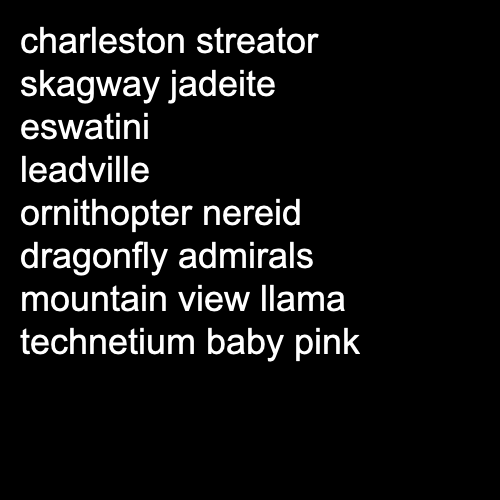 charleston streator
skagway jadeite
eswatini
leadville
ornithopter nereid
dragonfly admirals
mountain view llama
technetium baby pink